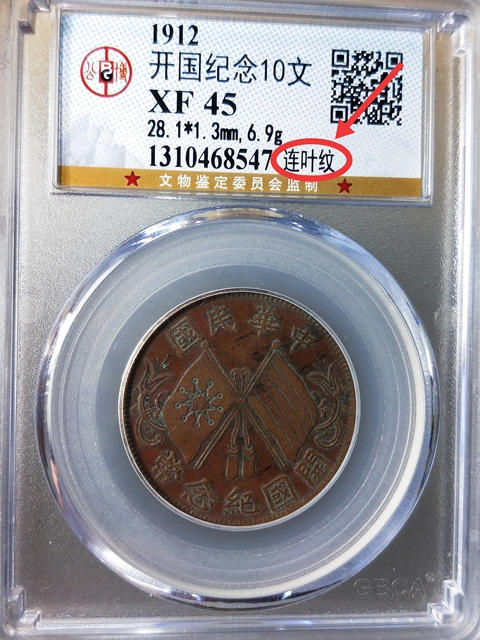 1912
开国纪念10文
XF 45
28.1*1.3mm,6.9g
1310468547 连叶纹
公博
文物鉴定委员会监制
中華民國
開國紀念幣
GBCA